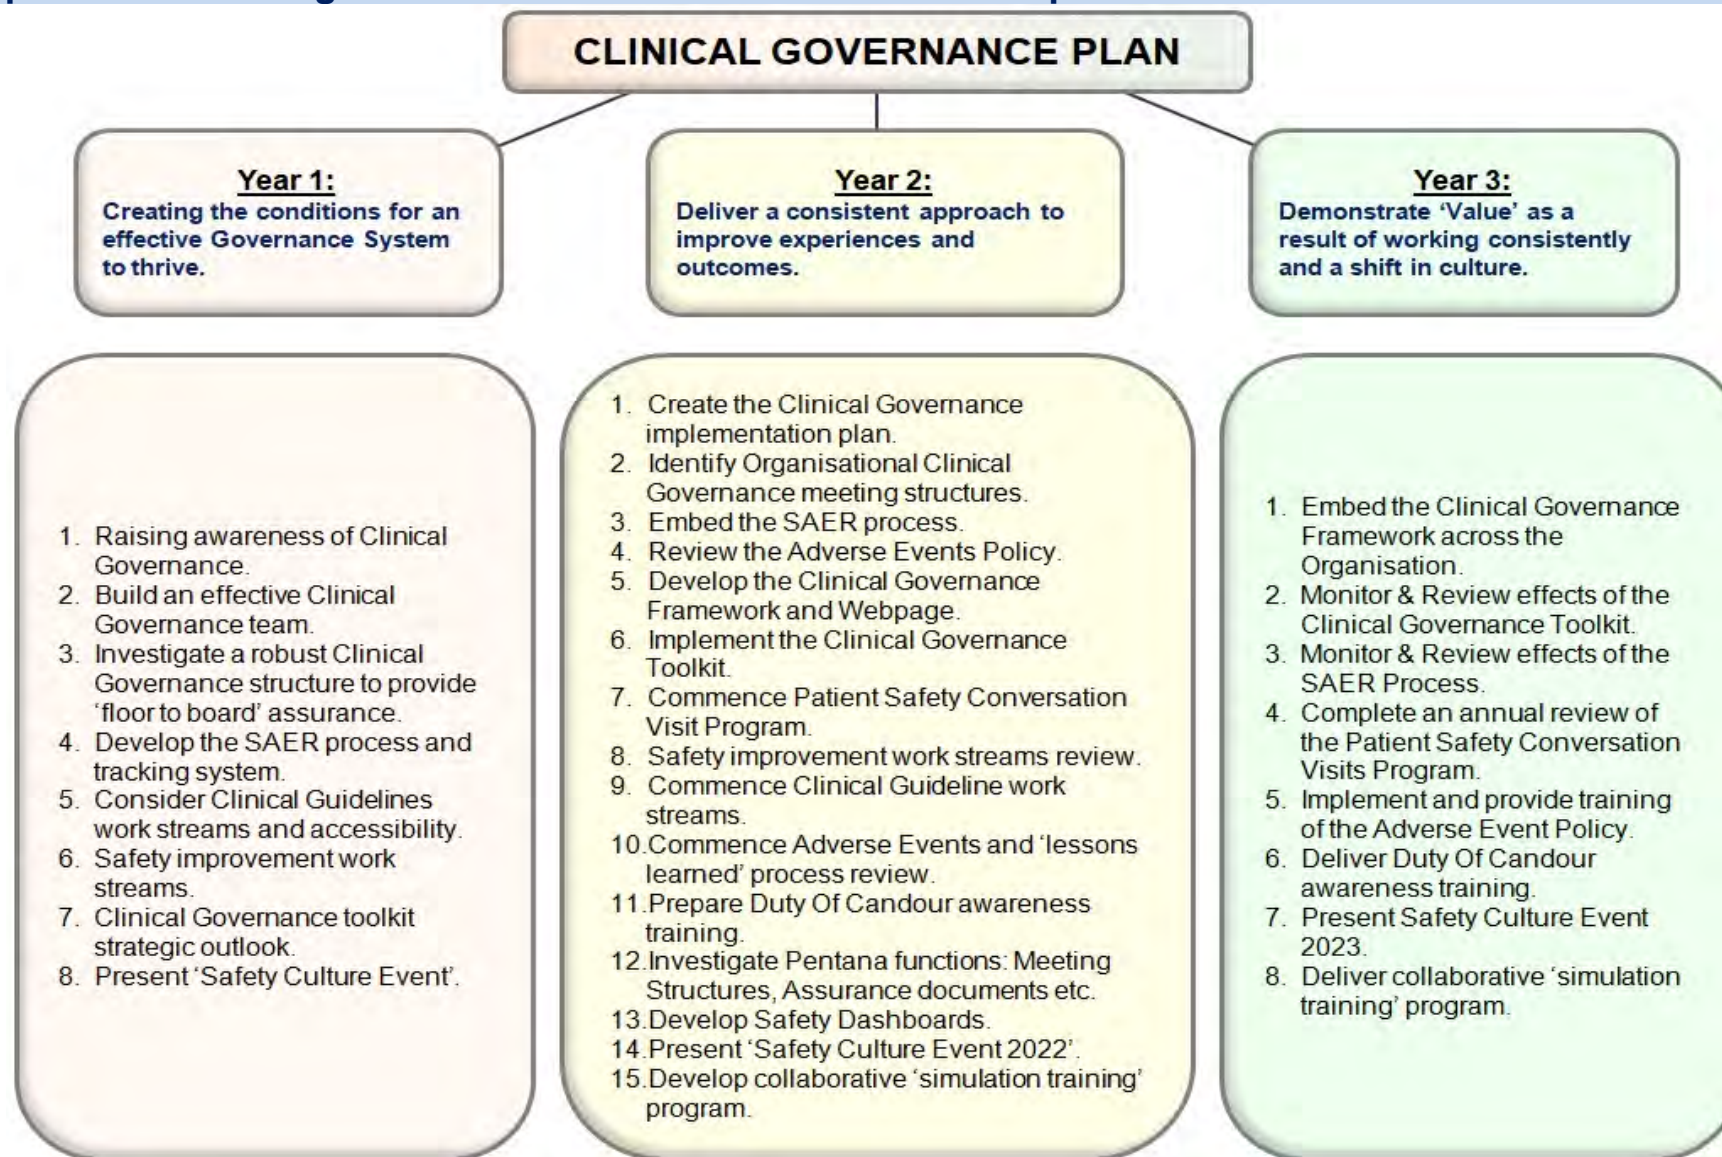 CLINICAL GOVERNANCE PLAN
Year 1:
Creating the conditions for an
effective Governance System
to thrive.
Year 2:
Deliver a consistent approach to
improve experiences and
outcomes.
Year 3:
Demonstrate ‘Value’ as a
result of working consistently
and a shift in culture.
1. Raising awareness of Clinical
Governance.
2. Build an effective Clinical
Governance team.
3. Investigate a robust Clinical
Governance structure to provide
‘floor to board’ assurance.
4. Develop the SAER process and
tracking system.
5. Consider Clinical Guidelines
work streams and accessibility.
6. Safety improvement work
streams.
7. Clinical Governance toolkit
strategic outlook.
8. Present ‘Safety Culture Event’.
1. Create the Clinical Governance
implementation plan.
2. Identify Organisational Clinical
Governance meeting structures.
3. Embed the SAER process.
4. Review the Adverse Events Policy.
5. Develop the Clinical Governance
Framework and Webpage.
6. Implement the Clinical Governance
Toolkit.
7. Commence Patient Safety Conversation
Visit Program.
8. Safety improvement work streams review.
9. Commence Clinical Guideline work
streams.
10.Commence Adverse Events and ‘lessons
learned’ process review.
11.Prepare Duty Of Candour awareness
training.
12.Investigate Pentana functions: Meeting
Structures, Assurance documents etc.
13.Develop Safety Dashboards.
14.Present ‘Safety Culture Event 2022’.
15.Develop collaborative ‘simulation training’
program.
1. Embed the Clinical Governance
Framework across the
Organisation.
2. Monitor & Review effects of the
Clinical Governance Toolkit.
3. Monitor & Review effects of the
SAER Process.
4. Complete an annual review of
the Patient Safety Conversation
Visits Program.
5. Implement and provide training
of the Adverse Event Policy.
6. Deliver Duty Of Candour
awareness training.
7. Present Safety Culture Event
2023.
8. Deliver collaborative ‘simulation
training’ program.